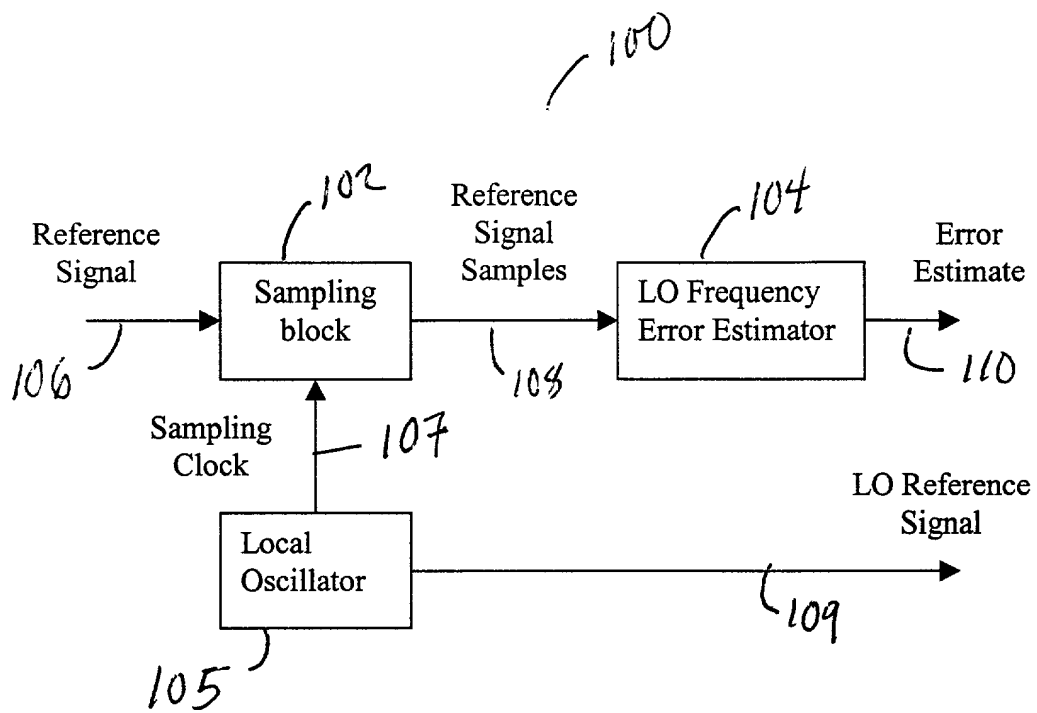 100
102
Reference
Signal
Sampling
block
Reference
Signal
Samples
104
LO Frequency
Error Estimator
Error
Estimate
106
108
110
Sampling
Clock
107
LO Reference
Signal
Local
Oscillator
109
105